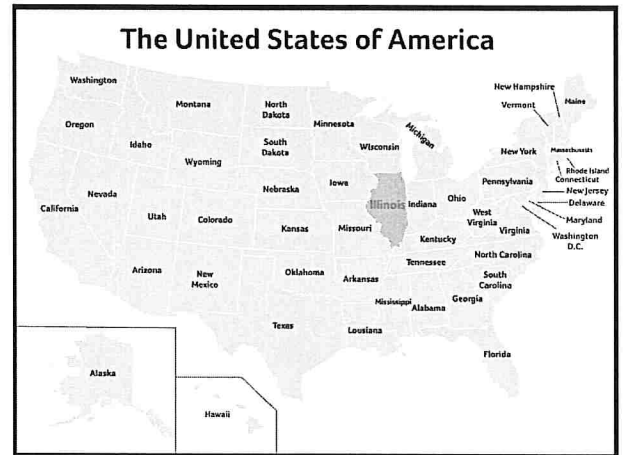 The United States of America
Washington
Montana
North
Dakota
Minnesota
Michigan
New Hampshire
Vermont
Maine
Oregon
Idaho
South
Dakota
Wisconsin
New York
Massachusetts
Rhode Island
Connecticut
Wyoming
Nebraska
Iowa
Pennsylvania
New Jersey
Delaware
Maryland
Washington
D.C.
Nevada
California
Utah
Colorado
Kansas
Missouri
Illinois
Indiana
Ohio
West
Virginia
Virginia
Kentucky
North Carolina
Tennessee
South
Carolina
Arizona
New
Mexico
Oklahoma
Arkansas
Mississippi
Alabama
Georgia
Texas
Lousiana
Florida
Alaska
Hawaii